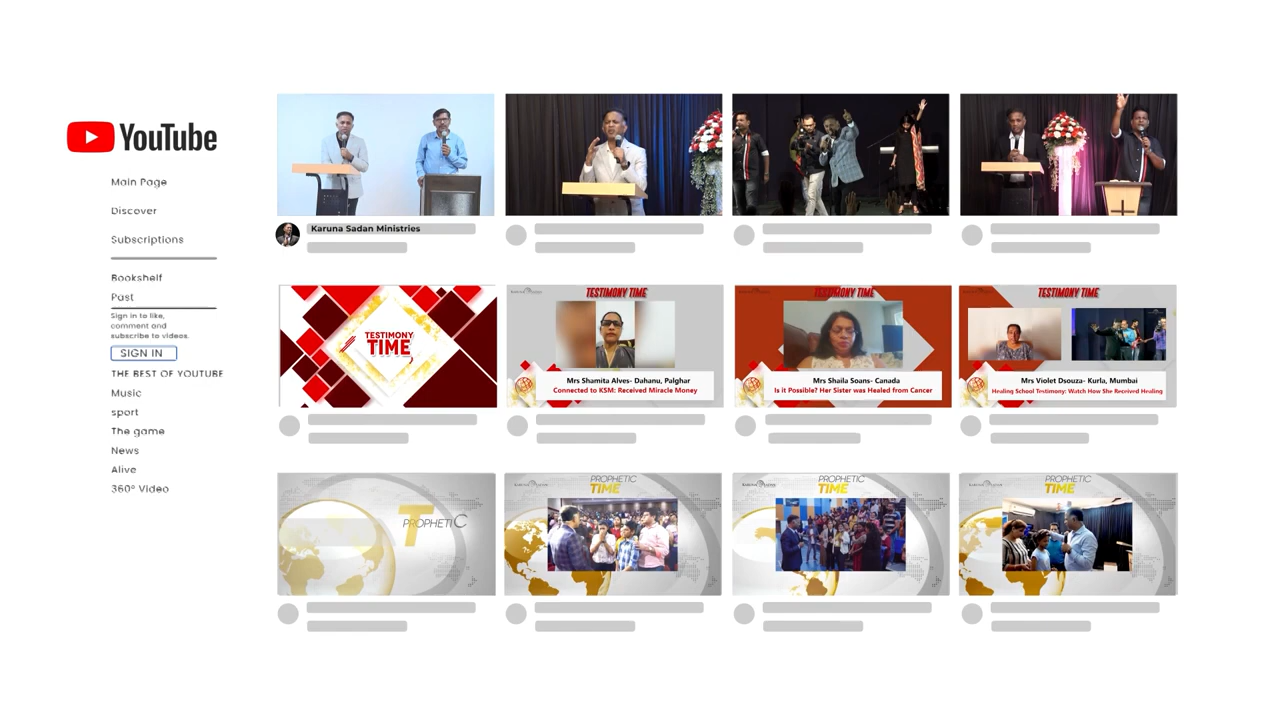 YouTube
Main Page
Discover
Subscriptions
Bookshelf
Past
Sign in to like,
comment and
subscribe to videos.
SIGN IN
THE BEST OF YOUTUBE
Music
sport
The game
News
Alive
360° Video
Karuna Sadan Ministries
TESTIMONY
TIME
TESTIMONY TIME
Mrs Shamita Alves- Dahanu, Palghar
Connected to KSM: Received Miracle Money
TESTIMONY TIME
Mrs Shaila Soans- Canada
Is it Possible? Her Sister was Healed from Cancer
TESTIMONY TIME
Mrs Violet Dsouza- Kurla, Mumbai
Healing School Testimony: Watch How She Received Healing
T
PROPHETIC
PROPHETIC
TIME
PROPHETIC
TIME
PROPHETIC
TIME